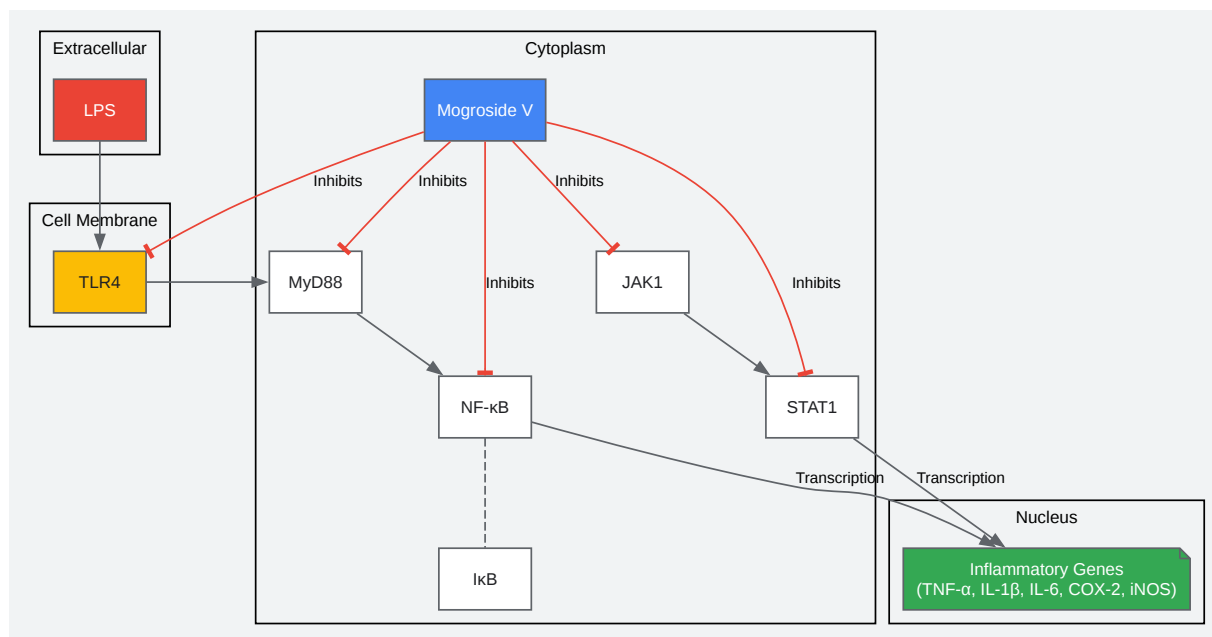 Extracellular
Cytoplasm
LPS
Mogroside V
Inhibits
Inhibits
Inhibits
Cell Membrane
TLR4
MyD88
Inhibits
JAK1
Inhibits
NF-κB
STAT1
Transcription
Transcription
Nucleus
IκB
Inflammatory Genes
(TNF-α, IL-1β, IL-6, COX-2, iNOS)